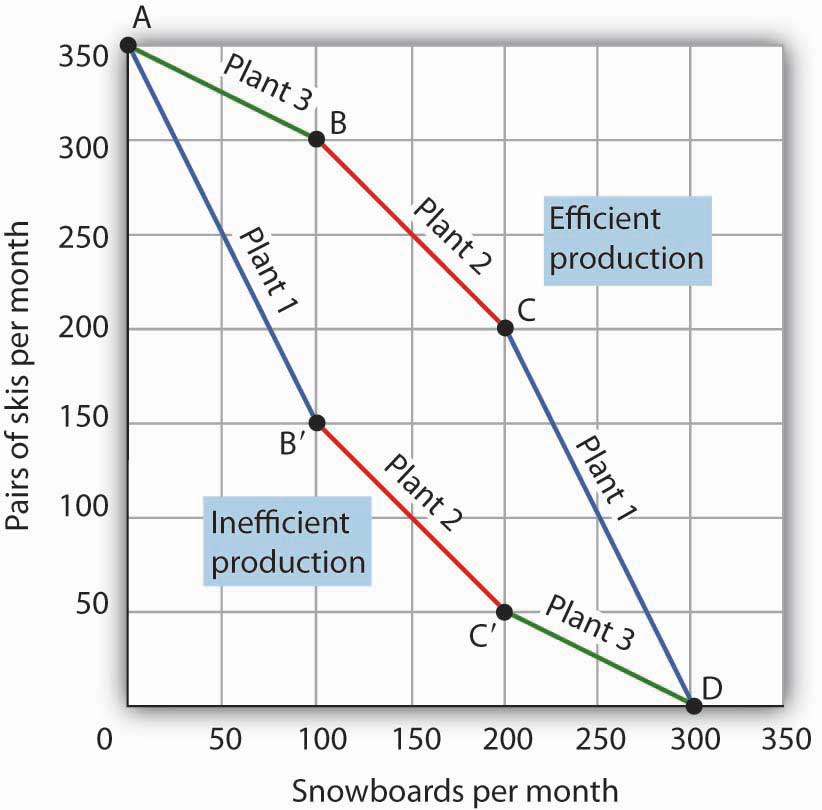 A
350
Plant 3
300
B
250
Plant 1
Plant 2
Efficient
production
200
C
150
B′
Plant 2
Plant 1
100
Inefficient
production
50
C′
Plant 3
D
0
50
100
150
200
250
300
350
Pairs of skis per month
Snowboards per month